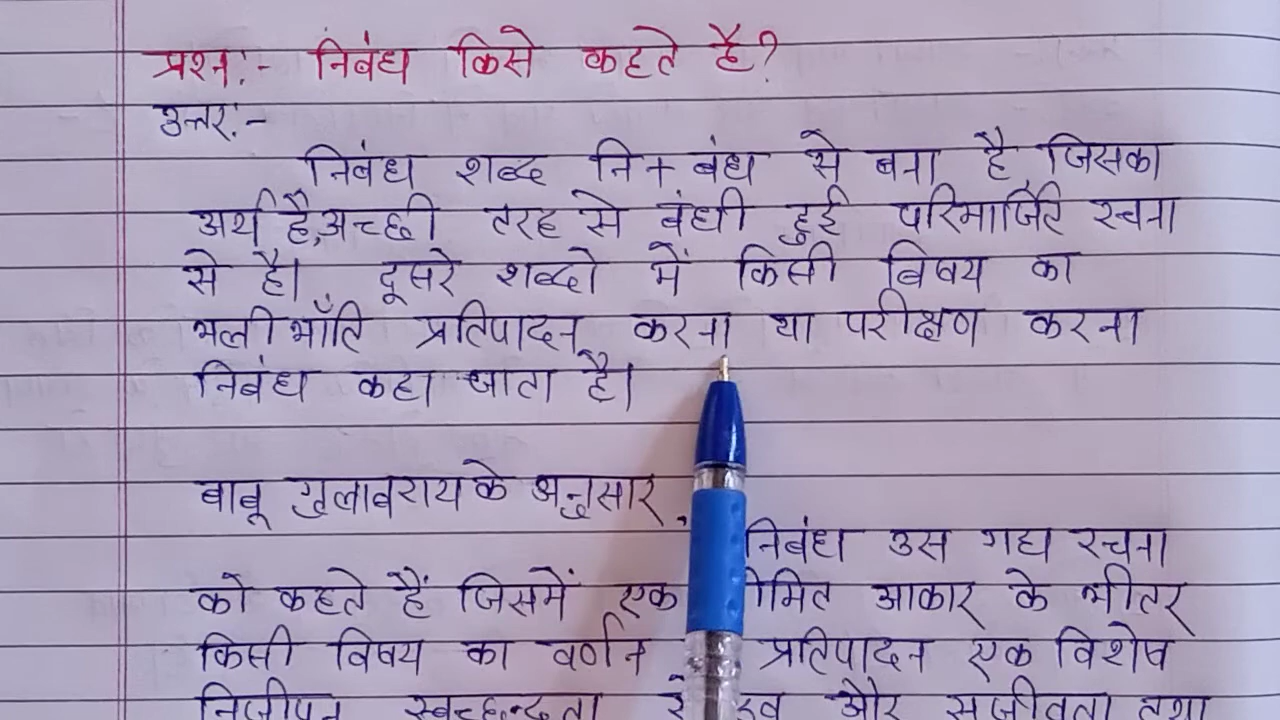 प्रश्न:- निबंध किसे कहते है?
उत्तर:-
निबंध शब्द नि+बंध से बना है जिसका
अर्थ है,अच्छी तरह से बंधी हुई परिमार्जित रचना
से है। दूसरे शब्दो में किसी विषय का
भलीभाँति प्रतिपादन करना या परीक्षण करना
निबंध कहा जाता है।
बाबू गुलाबराय के अनुसार,
निबंध उस गद्य रचना
को कहते हैं जिसमें एक आकार के भीतर
किसी विषय का वर्णन प्रतिपादन एक विशेष
निजीपन स्वच्छन्दता और सजीवता तथा